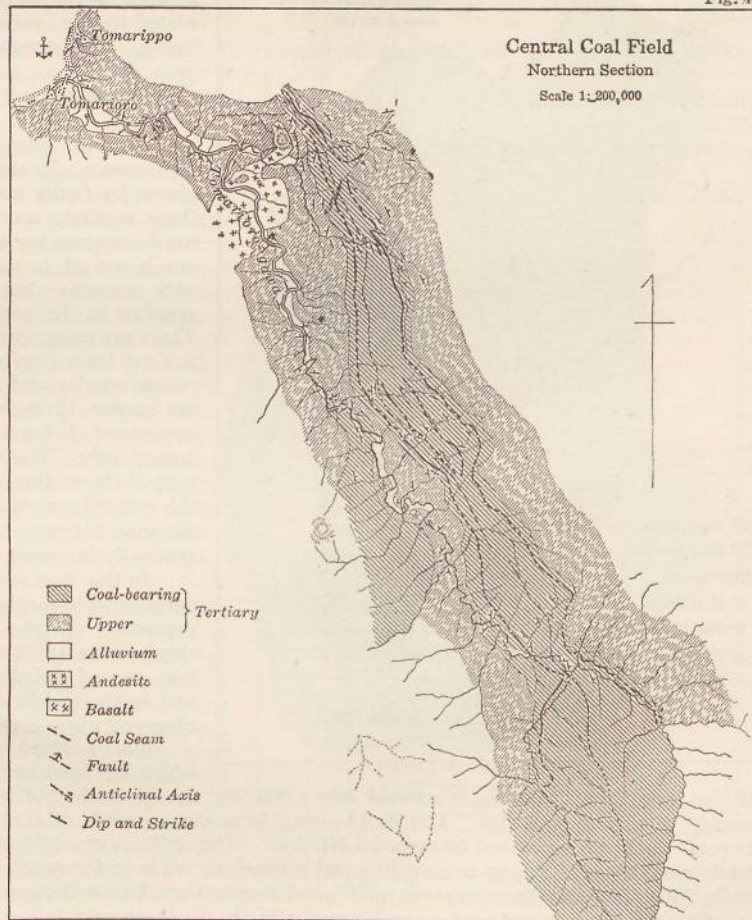 Central Coal Field
Northern Section
Scale 1:200,000
Tomarippo
Tomarioro
Coal-bearing
Upper
Tertiary
Alluvium
Andesite
Basalt
Coal Seam
Fault
Anticlinal Axis
Dip and Strike